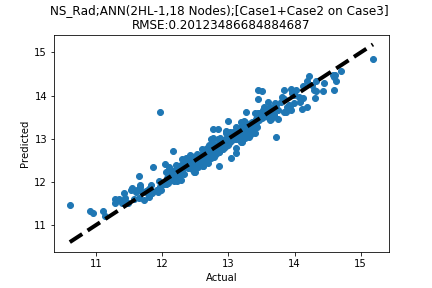 NS_Rad;ANN(2HL-1,18 Nodes);[Case1+Case2 on Case3]
RMSE:0.20123486684884687
15
14
13
12
11
Predicted
11 12 13 14 15
Actual